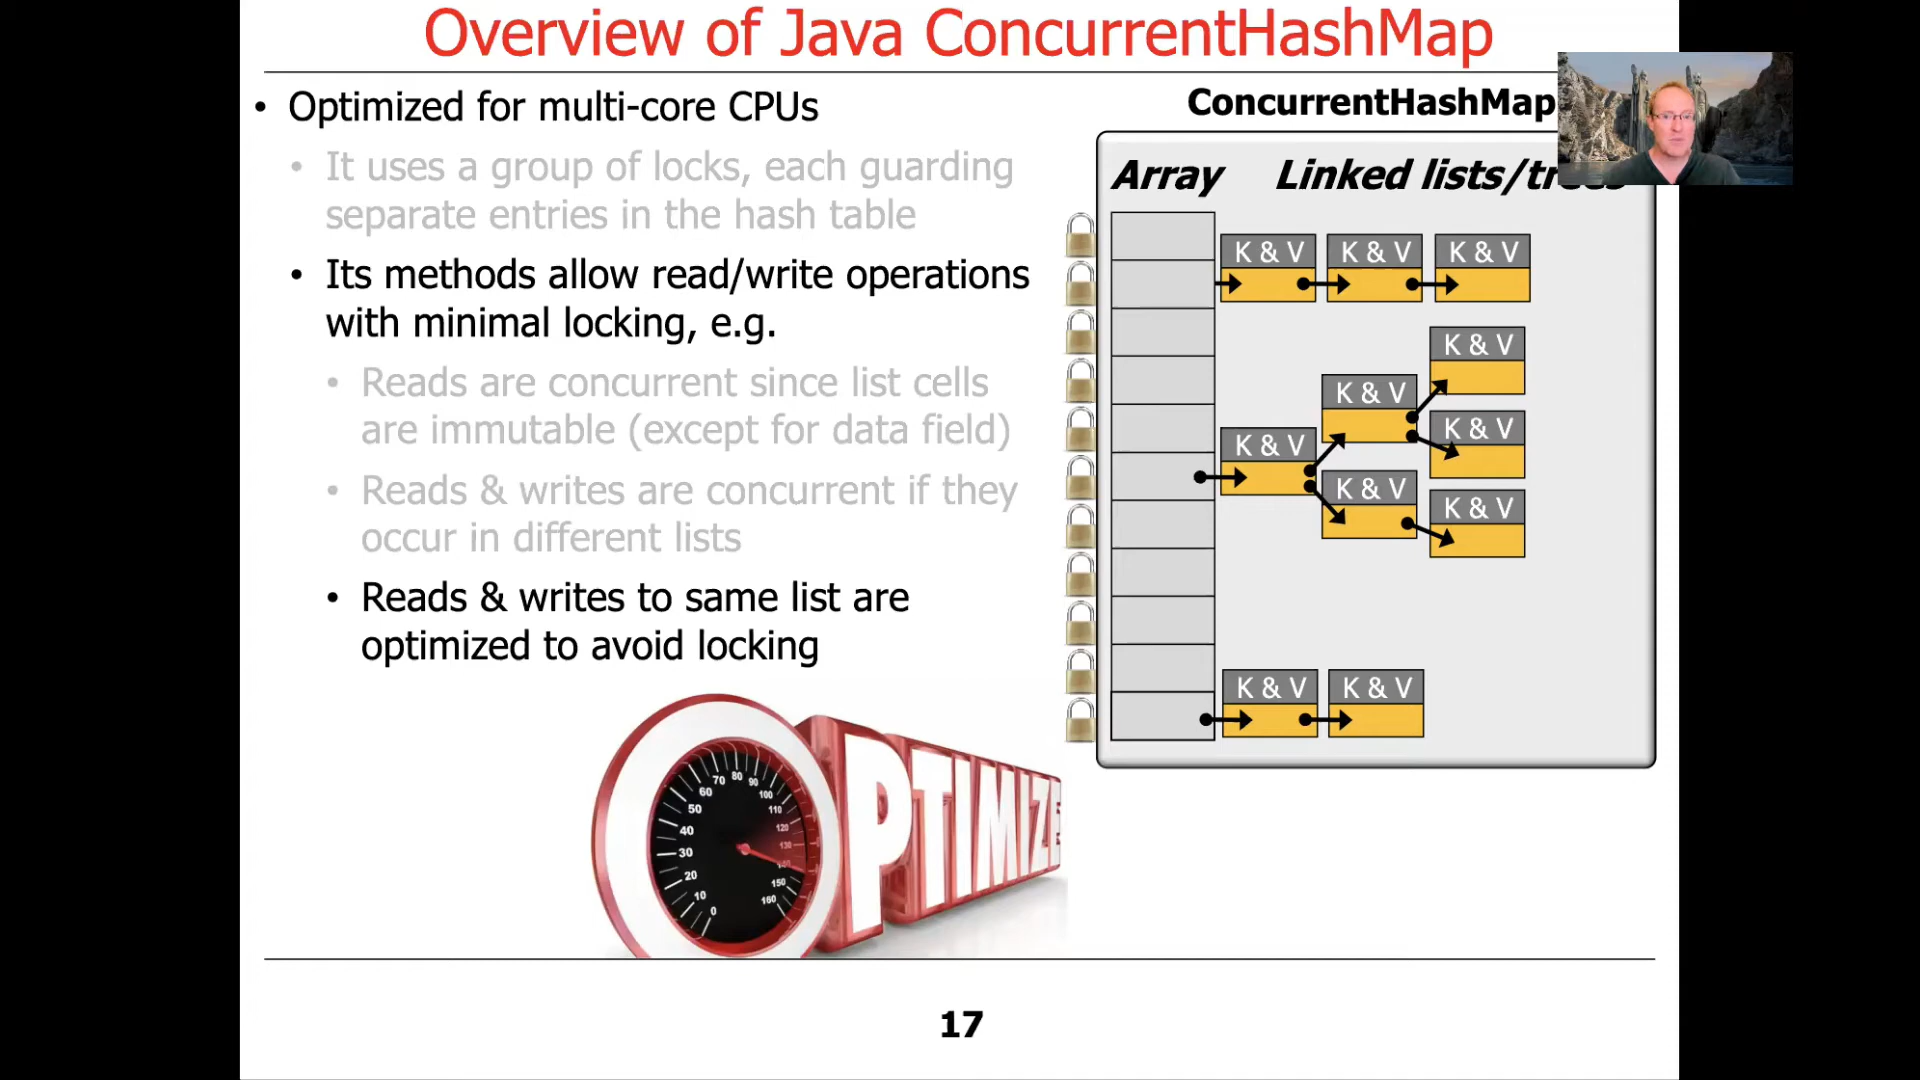 Overview of Java ConcurrentHashMap
• Optimized for multi-core CPUs
• It uses a group of locks, each guarding
separate entries in the hash table
• Its methods allow read/write operations
with minimal locking, e.g.
• Reads are concurrent since list cells
are immutable (except for data field)
• Reads & writes are concurrent if they
occur in different lists
• Reads & writes to same list are
optimized to avoid locking
ConcurrentHashMap
Array
Linked lists/trees
K & V
K & V
K & V
K & V
K & V
K & V
K & V
K & V
K & V
K & V
K & V
0
10
20
30
40
50
60
70
80
90
100
110
120
130
150
160
PTIMIZE
17